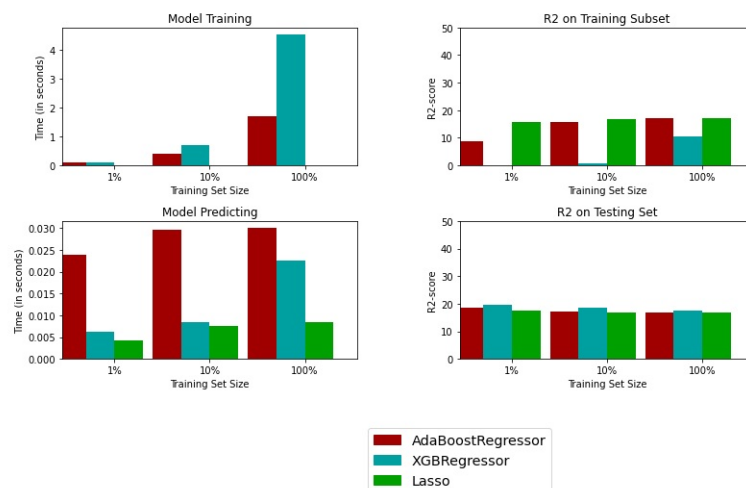 Model Training
Time (in seconds)
4
3
2
1
0
1%
10%
100%
Training Set Size
R2 on Training Subset
R2-score
50
40
30
20
10
0
1%
10%
100%
Training Set Size
Model Predicting
Time (in seconds)
0.030
0.025
0.020
0.015
0.010
0.005
0.000
1%
10%
100%
Training Set Size
R2 on Testing Set
R2-score
50
40
30
20
10
0
1%
10%
100%
Training Set Size
AdaBoostRegressor
XGBRegressor
Lasso